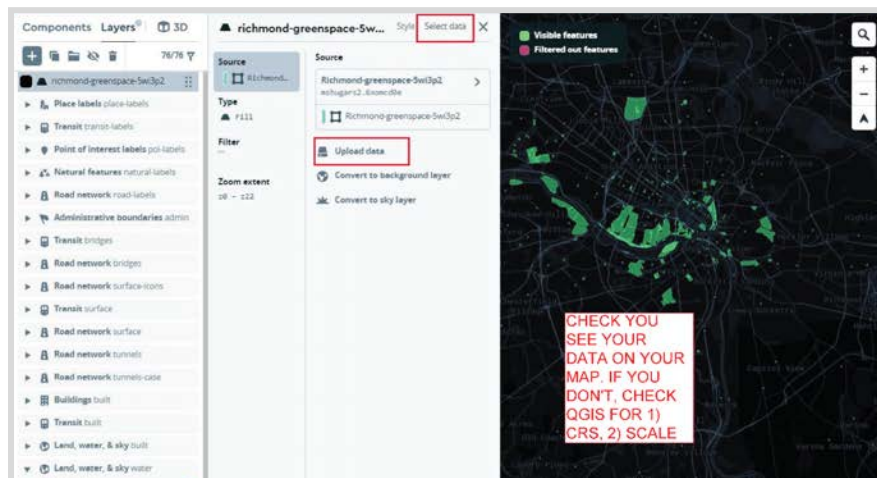 Components Layers 3D
76/76
richmond-greenspace-5wi3p2
Place labels place-labels
Transit transit-labels
Point of interest labels poi-labels
Natural features natural-labels
Road network road-labels
Administrative boundaries admin
Transit bridges
Road network bridges
Road network surface-icons
Transit surface
Road network surface
Road network tunnels
Road network tunnels-case
Buildings built
Transit built
Land, water, & sky built
Land, water, & sky water
richmond-greenspace-5w... Style Select data
Source
Richmond...
Type
Fill
Filter
Zoom extent
z0 – z22
Source
Richmond-greenspace-5wi3p2
Richmond-greenspace-5wi3p2
Upload data
Convert to background layer
Convert to sky layer
Visible features
Filtered out features
CHECK YOU
SEE YOUR
DATA ON YOUR
MAP. IF YOU
DON'T, CHECK
QGIS FOR 1)
CRS, 2) SCALE